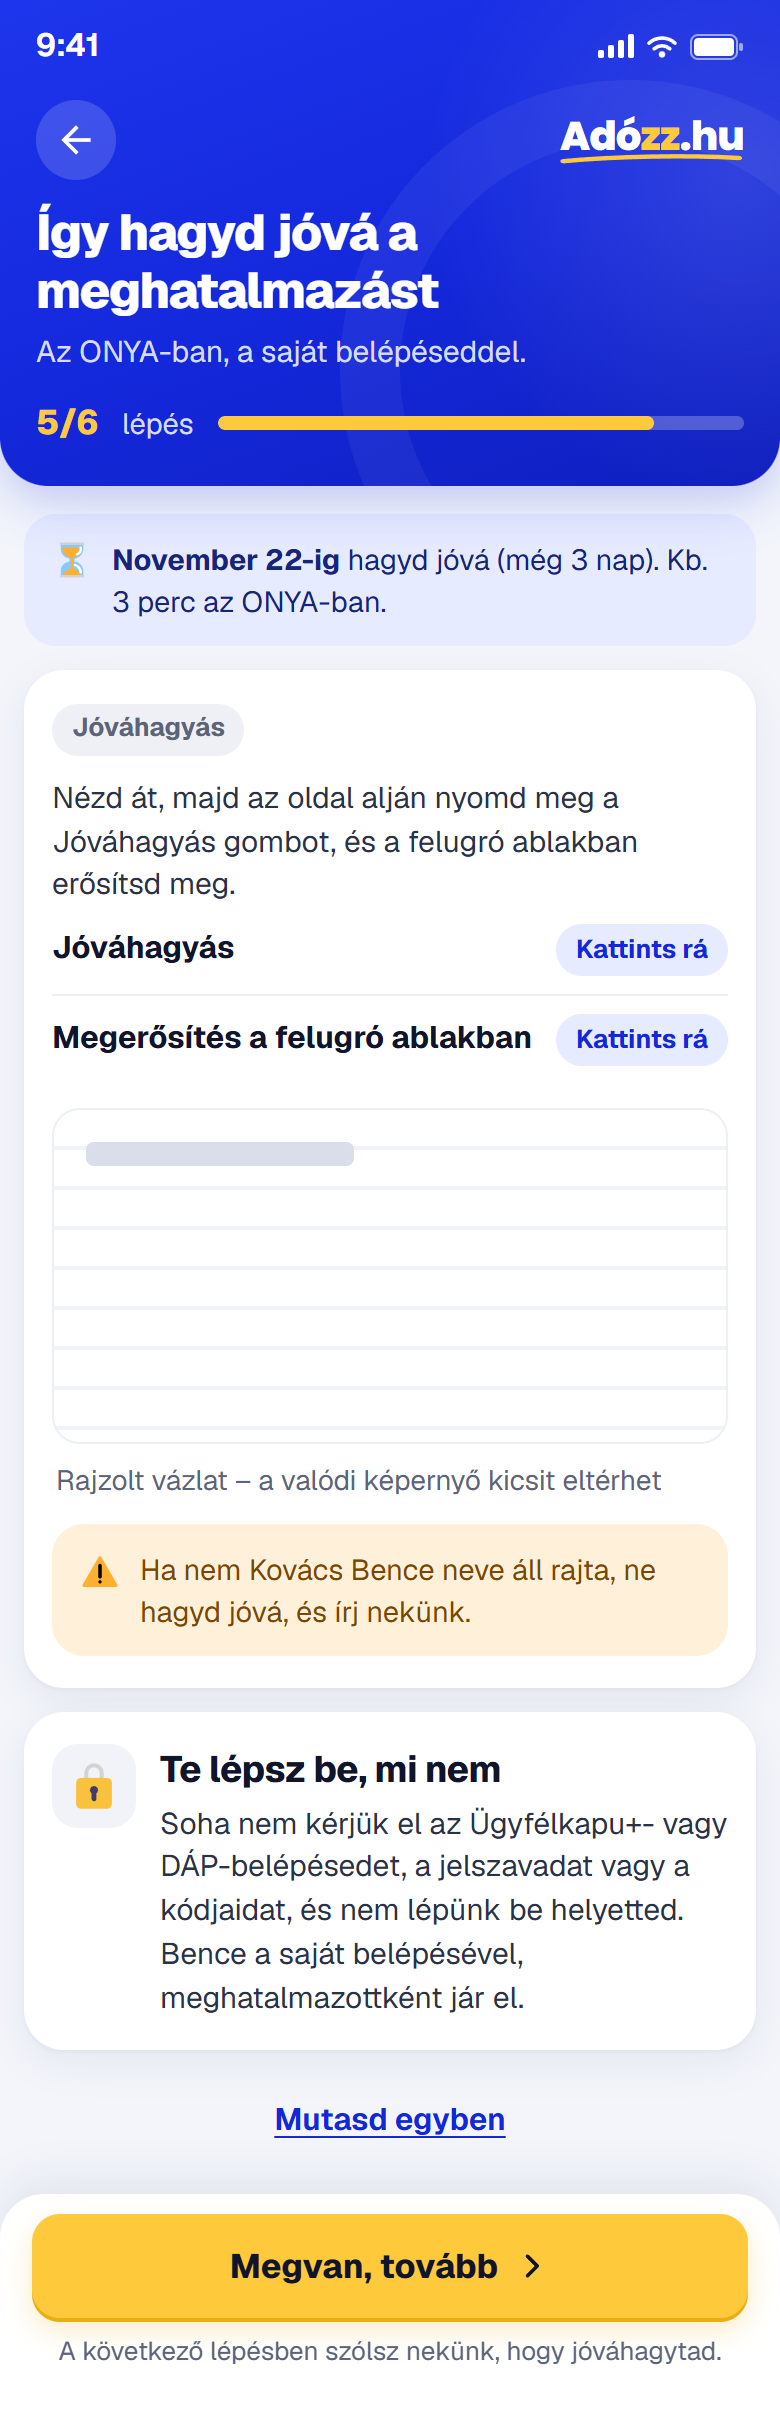 9:41
Adózz.hu
Így hagyd jóvá a
meghatalmazást
Az ONYA-ban, a saját belépéseddel.
5/6 lépés
November 22-ig hagyd jóvá (még 3 nap). Kb.
3 perc az ONYA-ban.
Jóváhagyás
Nézd át, majd az oldal alján nyomd meg a
Jóváhagyás gombot, és a felugró ablakban
erősítsd meg.
Jóváhagyás Kattints rá
Megerősítés a felugró ablakban Kattints rá
Rajzolt vázlat – a valódi képernyő kicsit eltérhet
Ha nem Kovács Bence neve áll rajta, ne
hagyd jóvá, és írj nekünk.
Te lépsz be, mi nem
Soha nem kérjük el az Ügyfélkapu+- vagy
DÁP-belépésedet, a jelszavadat vagy a
kódjaidat, és nem lépünk be helyetted.
Bence a saját belépésével,
meghatalmazottként jár el.
Mutasd egyben
Megvan, tovább
A következő lépésben szólsz nekünk, hogy jóváhagytad.